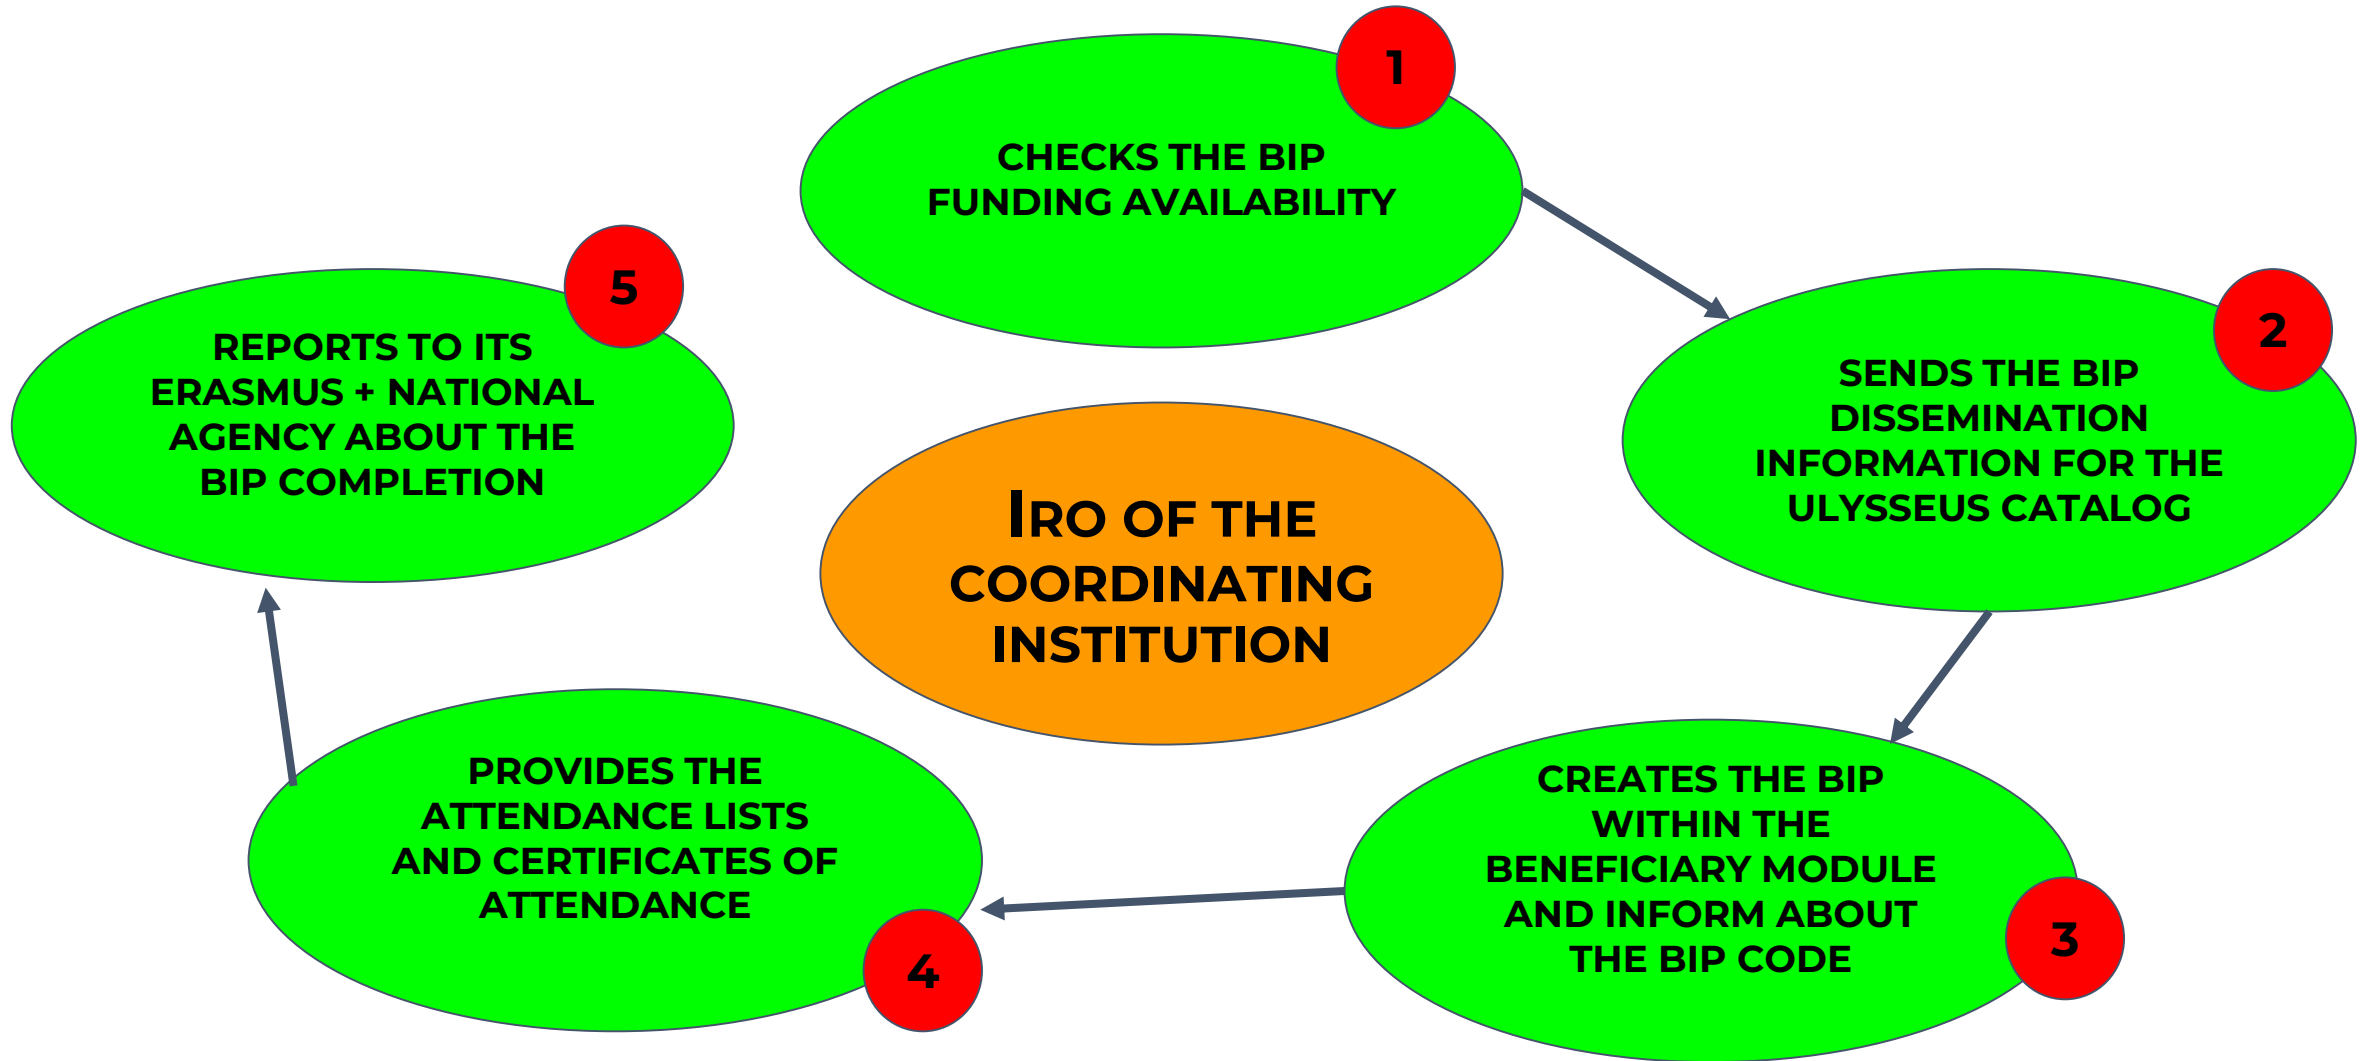 1
CHECKS THE BIP
FUNDING AVAILABILITY
2
SENDS THE BIP
DISSEMINATION
INFORMATION FOR THE
ULYSSEUS CATALOG
3
CREATES THE BIP
WITHIN THE
BENEFICIARY MODULE
AND INFORM ABOUT
THE BIP CODE
4
PROVIDES THE
ATTENDANCE LISTS
AND CERTIFICATES OF
ATTENDANCE
5
REPORTS TO ITS
ERASMUS + NATIONAL
AGENCY ABOUT THE
BIP COMPLETION
IRO OF THE
COORDINATING
INSTITUTION